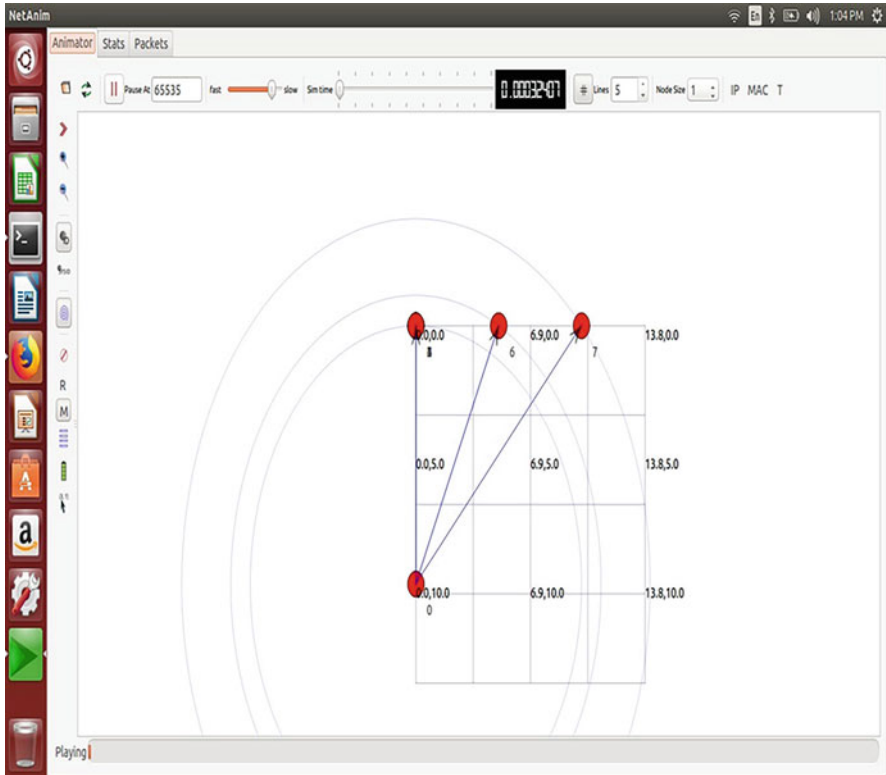 NetAnim
En
1:04 PM
Animator Stats Packets
Pause At 65535 fast slow Sim time Lines 5 Node Size 1 IP MAC T
R
M
0.0,0.0 6.9,0.0 13.8,0.0
6 7
0.0,5.0 6.9,5.0 13.8,5.0
0.0,10.0 6.9,10.0 13.8,10.0
0
Playing